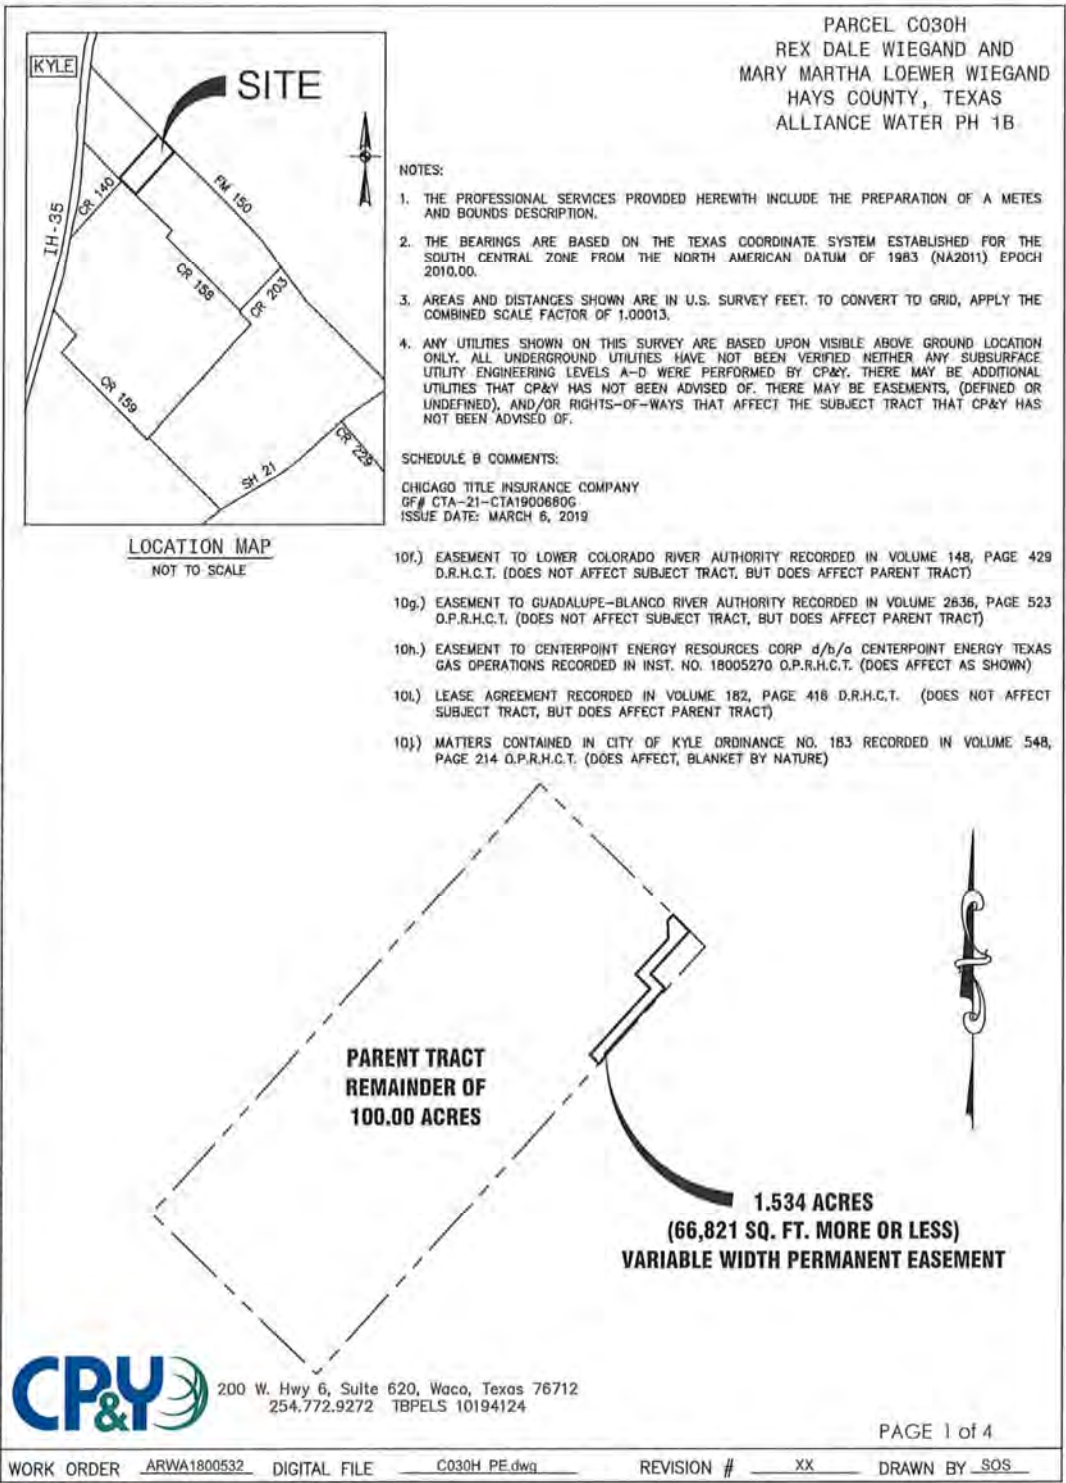 PARCEL C030H
REX DALE WIEGAND AND
MARY MARTHA LOEWER WIEGAND
HAYS COUNTY, TEXAS
ALLIANCE WATER PH 1B
KYLE
SITE
IH-35
CR 140
FM 150
CR 158
CR 203
CR 159
SH 21
CR 229
LOCATION MAP
NOT TO SCALE
NOTES:
1. THE PROFESSIONAL SERVICES PROVIDED HEREWITH INCLUDE THE PREPARATION OF A METES
AND BOUNDS DESCRIPTION.
2. THE BEARINGS ARE BASED ON THE TEXAS COORDINATE SYSTEM ESTABLISHED FOR THE
SOUTH CENTRAL ZONE FROM THE NORTH AMERICAN DATUM OF 1983 (NA2011) EPOCH
2010.00.
3. AREAS AND DISTANCES SHOWN ARE IN U.S. SURVEY FEET. TO CONVERT TO GRID, APPLY THE
COMBINED SCALE FACTOR OF 1.00013.
4. ANY UTILITIES SHOWN ON THIS SURVEY ARE BASED UPON VISIBLE ABOVE GROUND LOCATION
ONLY. ALL UNDERGROUND UTILITIES HAVE NOT BEEN VERIFIED NEITHER ANY SUBSURFACE
UTILITY ENGINEERING LEVELS A-D WERE PERFORMED BY CP&Y. THERE MAY BE ADDITIONAL
UTILITIES THAT CP&Y HAS NOT BEEN ADVISED OF. THERE MAY BE EASEMENTS, (DEFINED OR
UNDEFINED), AND/OR RIGHTS-OF-WAYS THAT AFFECT THE SUBJECT TRACT THAT CP&Y HAS
NOT BEEN ADVISED OF.
SCHEDULE B COMMENTS:
CHICAGO TITLE INSURANCE COMPANY
GF# CTA-21-CTA1900680G
ISSUE DATE: MARCH 6, 2019
10f.) EASEMENT TO LOWER COLORADO RIVER AUTHORITY RECORDED IN VOLUME 148, PAGE 429
D.R.H.C.T. (DOES NOT AFFECT SUBJECT TRACT, BUT DOES AFFECT PARENT TRACT)
10g.) EASEMENT TO GUADALUPE-BLANCO RIVER AUTHORITY RECORDED IN VOLUME 2636, PAGE 523
O.P.R.H.C.T. (DOES NOT AFFECT SUBJECT TRACT, BUT DOES AFFECT PARENT TRACT)
10h.) EASEMENT TO CENTERPOINT ENERGY RESOURCES CORP d/b/a CENTERPOINT ENERGY TEXAS
GAS OPERATIONS RECORDED IN INST. NO. 18005270 O.P.R.H.C.T. (DOES AFFECT AS SHOWN)
10i.) LEASE AGREEMENT RECORDED IN VOLUME 182, PAGE 418 D.R.H.C.T. (DOES NOT AFFECT
SUBJECT TRACT, BUT DOES AFFECT PARENT TRACT)
10j.) MATTERS CONTAINED IN CITY OF KYLE ORDINANCE NO. 183 RECORDED IN VOLUME 548,
PAGE 214 O.P.R.H.C.T. (DOES AFFECT, BLANKET BY NATURE)
PARENT TRACT
REMAINDER OF
100.00 ACRES
1.534 ACRES
(66,821 SQ. FT. MORE OR LESS)
VARIABLE WIDTH PERMANENT EASEMENT
CP&Y
200 W. Hwy 6, Suite 620, Waco, Texas 76712
254.772.9272 TBPELS 10194124
PAGE 1 of 4
WORK ORDER ARWA1800532 DIGITAL FILE C030H PE.dwg REVISION # XX DRAWN BY SOS